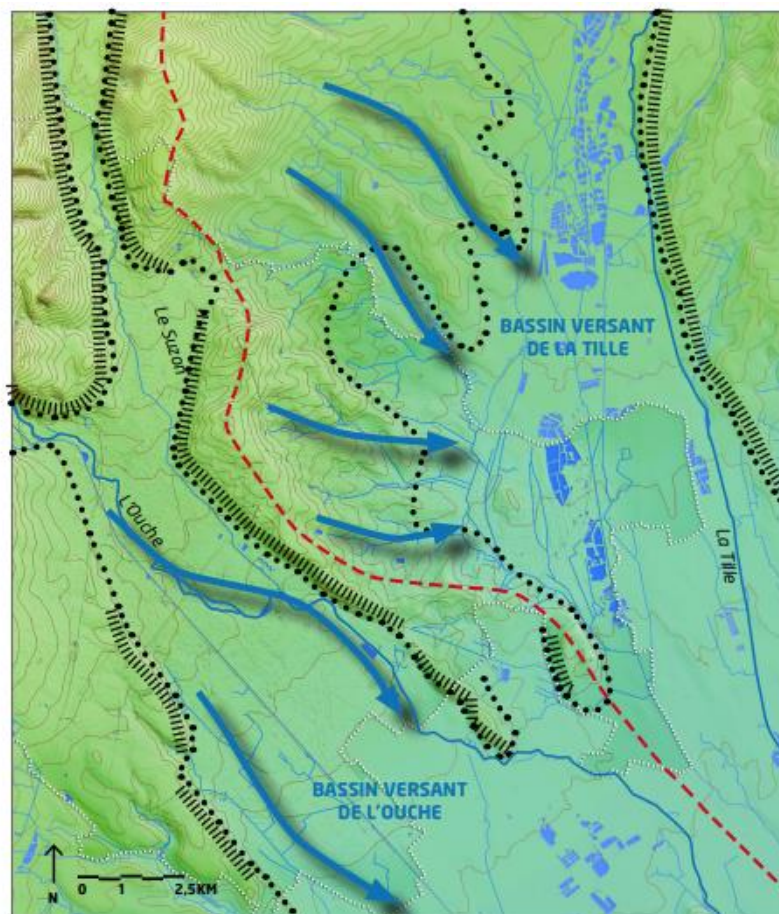 Le Suzon
BASSIN VERSANT
DE LA TILLE
L'Ouche
La Tille
BASSIN VERSANT
DE L'OUCHE
N
0 1 2,5KM